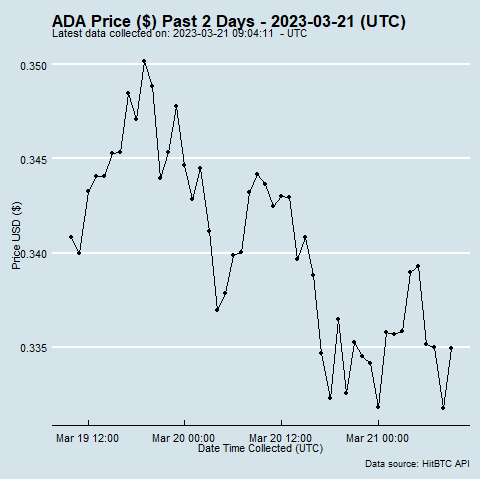 ADA Price ($) Past 2 Days - 2023-03-21 (UTC)
Latest data collected on: 2023-03-21 09:04:11 - UTC
0.350
0.345
0.340
0.335
Price USD ($)
Mar 19 12:00
Mar 20 00:00
Mar 20 12:00
Mar 21 00:00
Date Time Collected (UTC)
Data source: HitBTC API